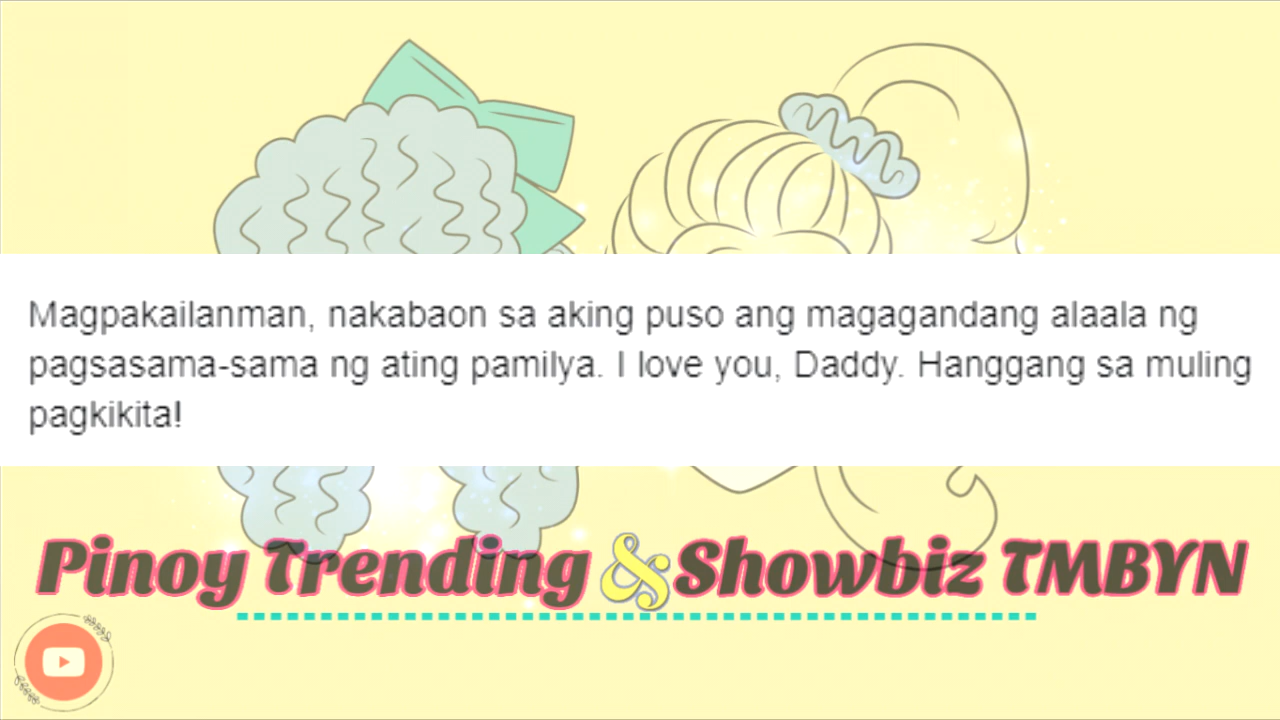 Magpakailanman, nakabaon sa aking puso ang magagandang alaala ng
pagsasama-sama ng ating pamilya. I love you, Daddy. Hanggang sa muling
pagkikita!
Pinoy Trending & Showbiz TMBYN